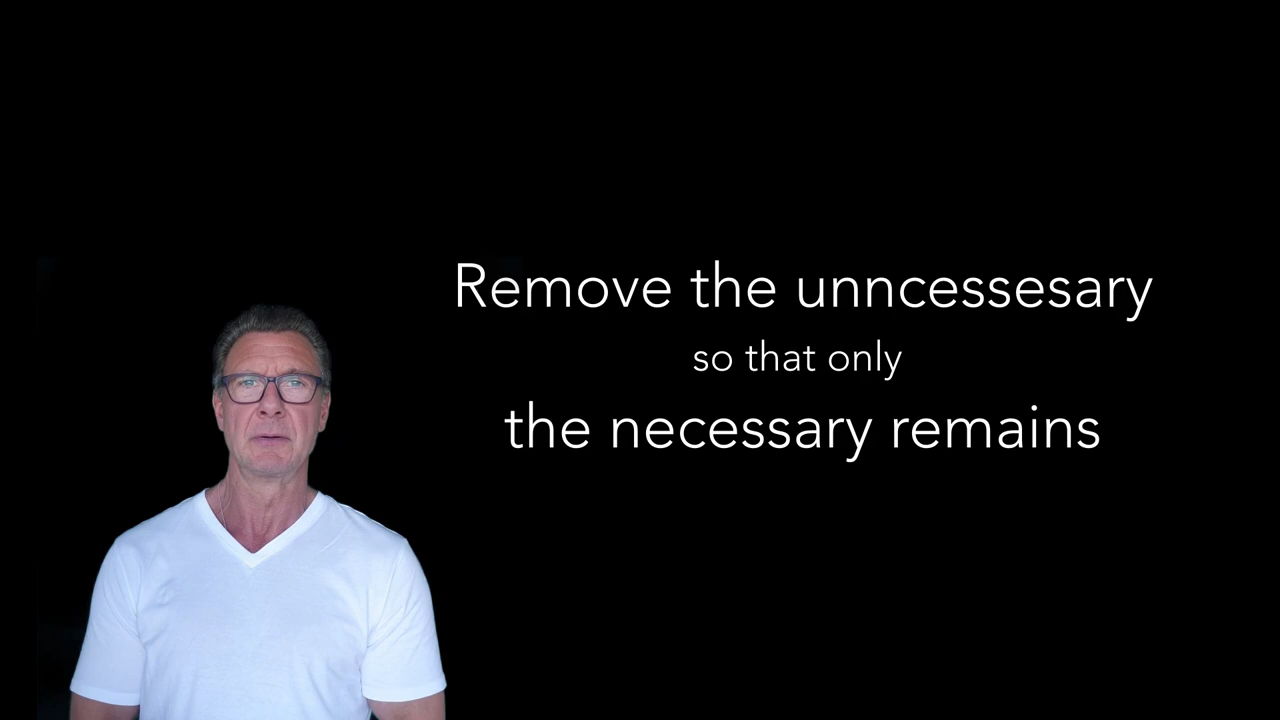 Remove the unncessesary
so that only
the necessary remains